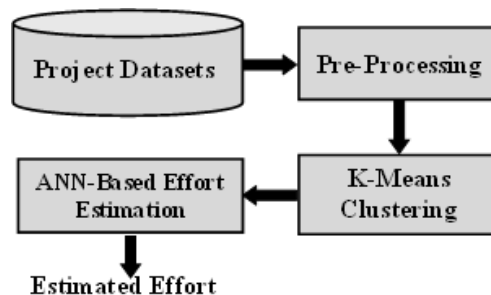 Project Datasets
Pre-Processing
K-Means
Clustering
ANN-Based Effort
Estimation
Estimated Effort